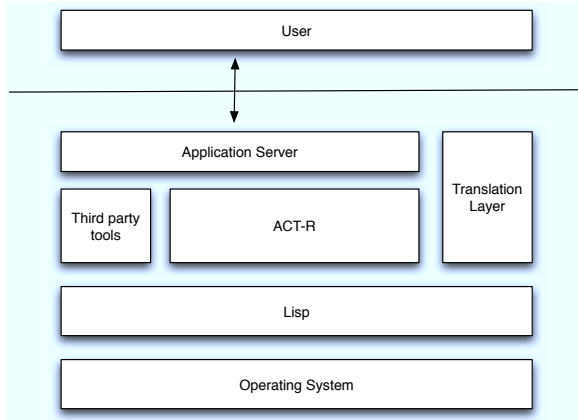 User
Application Server
Translation
Layer
Third party
tools
ACT-R
Lisp
Operating System